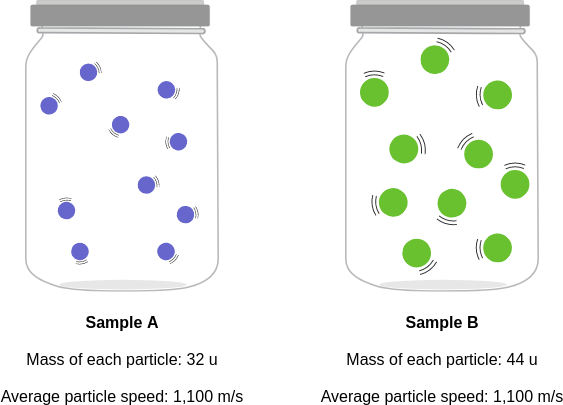 Sample A
Mass of each particle: 32 u
Average particle speed: 1,100 m/s
Sample B
Mass of each particle: 44 u
Average particle speed: 1,100 m/s